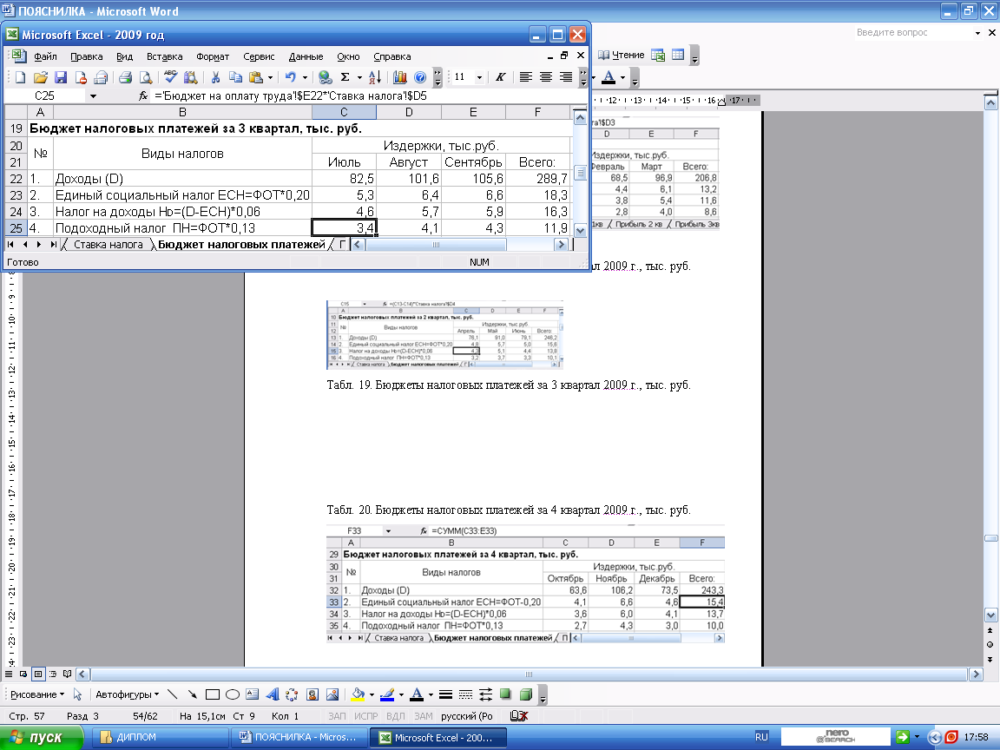 ПОЯСНИЛКА - Microsoft Word
Microsoft Excel - 2009 год
Введите вопрос
Файл Правка Вид Вставка Формат Сервис Данные Окно Справка
Чтение
11 Ж
C25 fx ='Бюджет на оплату труда'!$E22*'Ставка налога'!$D5
A B C D E F
19 Бюджет налоговых платежей за 3 квартал, тыс. руб.
20 № Виды налогов Издержки, тыс.руб.
21 Июль Август Сентябрь Всего:
22 1. Доходы (D) 82,5 101,6 105,6 289,7
23 2. Единый социальный налог ЕСН=ФОТ*0,20 5,3 6,4 6,6 18,3
24 3. Налог на доходы НD=(D-ЕСН)*0,06 4,6 5,7 5,9 16,3
25 4. Подоходный налог ПН=ФОТ*0,13 3,4 4,1 4,3 11,9
Ставка налога Бюджет налоговых платежей П
Готово NUM
12 13 14 15 16 17
га'!$D3
D E F
Издержки, тыс.руб.
Февраль Март Всего:
68,5 96,9 206,8
4,4 6,1 13,2
3,8 5,4 11,6
2,8 4,0 8,6
1кв Прибыль 2 кв Прибыль 3кв
2009 г., тыс. руб.
C15 fx =(C13-C14)*'Ставка налога'!$D4
A B C D E F
10 Бюджет налоговых платежей за 2 квартал, тыс. руб.
11 № Виды налогов Издержки, тыс.руб.
12 Апрель Май Июнь Всего:
13 1. Доходы (D) 76,1 91,0 79,1 246,2
14 2. Единый социальный налог ЕСН=ФОТ*0,20 4,8 5,7 5,0 15,6
15 3. Налог на доходы НD=(D-ЕСН)*0,06 4,3 5,1 4,4 13,8
16 4. Подоходный налог ПН=ФОТ*0,13 3,2 3,7 3,3 10,1
Ставка налога Бюджет налоговых платежей
Табл. 19. Бюджеты налоговых платежей за 3 квартал 2009 г., тыс. руб.
Табл. 20. Бюджеты налоговых платежей за 4 квартал 2009 г., тыс. руб.
F33 fx =СУММ(C33:E33)
A B C D E F
29 Бюджет налоговых платежей за 4 квартал, тыс. руб.
30 № Виды налогов Издержки, тыс.руб.
31 Октябрь Ноябрь Декабрь Всего:
32 1. Доходы (D) 63,6 106,2 73,5 243,3
33 2. Единый социальный налог ЕСН=ФОТ-0,20 4,1 6,6 4,6 15,4
34 3. Налог на доходы НD=(D-ЕСН)*0,06 3,6 6,0 4,1 13,7
35 4. Подоходный налог ПН=ФОТ*0,13 2,7 4,3 3,0 10,0
Ставка налога Бюджет налоговых платежей П
Рисование Автофигуры
Стр. 57 Разд 3 54/62 На 15,1см Ст 9 Кол 1 ЗАП ИСПР ВДЛ ЗАМ русский (Ро
пуск ДИПЛОМ ПОЯСНИЛКА - Micros... Microsoft Excel - 200... RU nero SEARCH 17:58